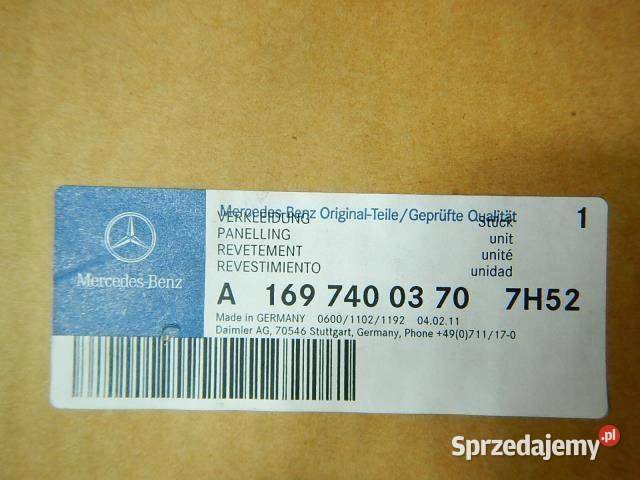 Mercedes-Benz Original-Teile/Geprüfte Qualität
VERKLEIDUNG Stück 1
PANELLING unit
REVETEMENT unité
REVESTIMIENTO unidad
Mercedes-Benz
A 169 740 03 70 7H52
Made in GERMANY 0600/1102/1192 04.02.11
Daimler AG, 70546 Stuttgart, Germany, Phone +49(0)711/17-0
Sprzedajemy.pl